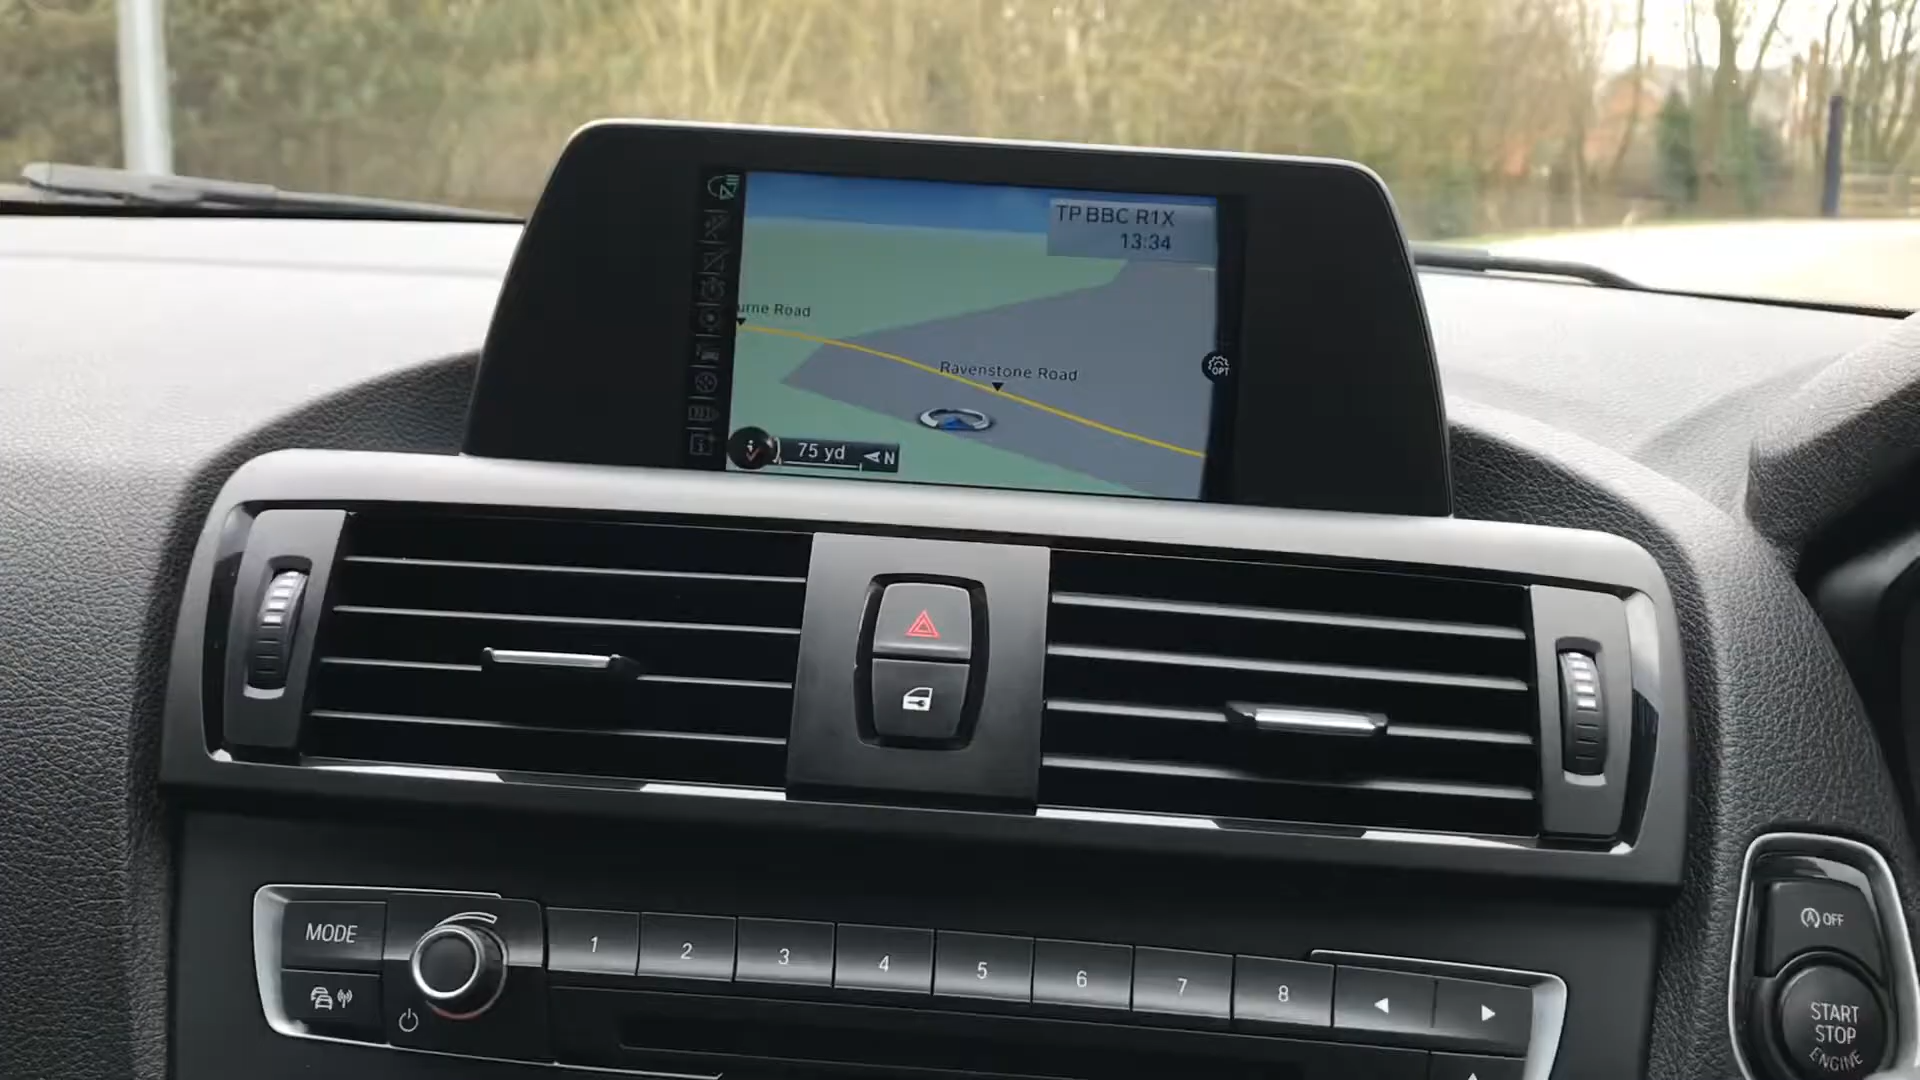 TP BBC R1X
13:34
urne Road
Ravenstone Road
OPT
75 yd N
MODE
1 2 3 4 5 6 7 8
OFF
START
STOP
ENGINE